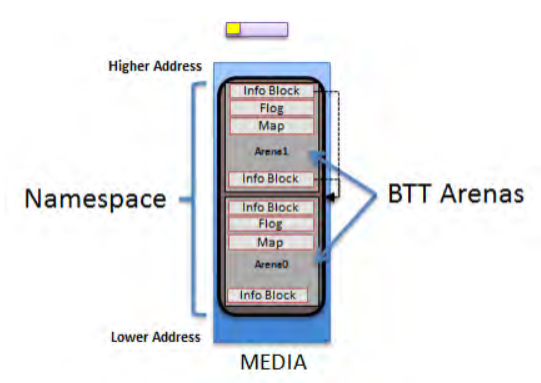 Higher Address
Info Block
Flog
Map
Arena1
Info Block
Namespace
BTT Arenas
Info Block
Flog
Map
Arena0
Info Block
Lower Address
MEDIA